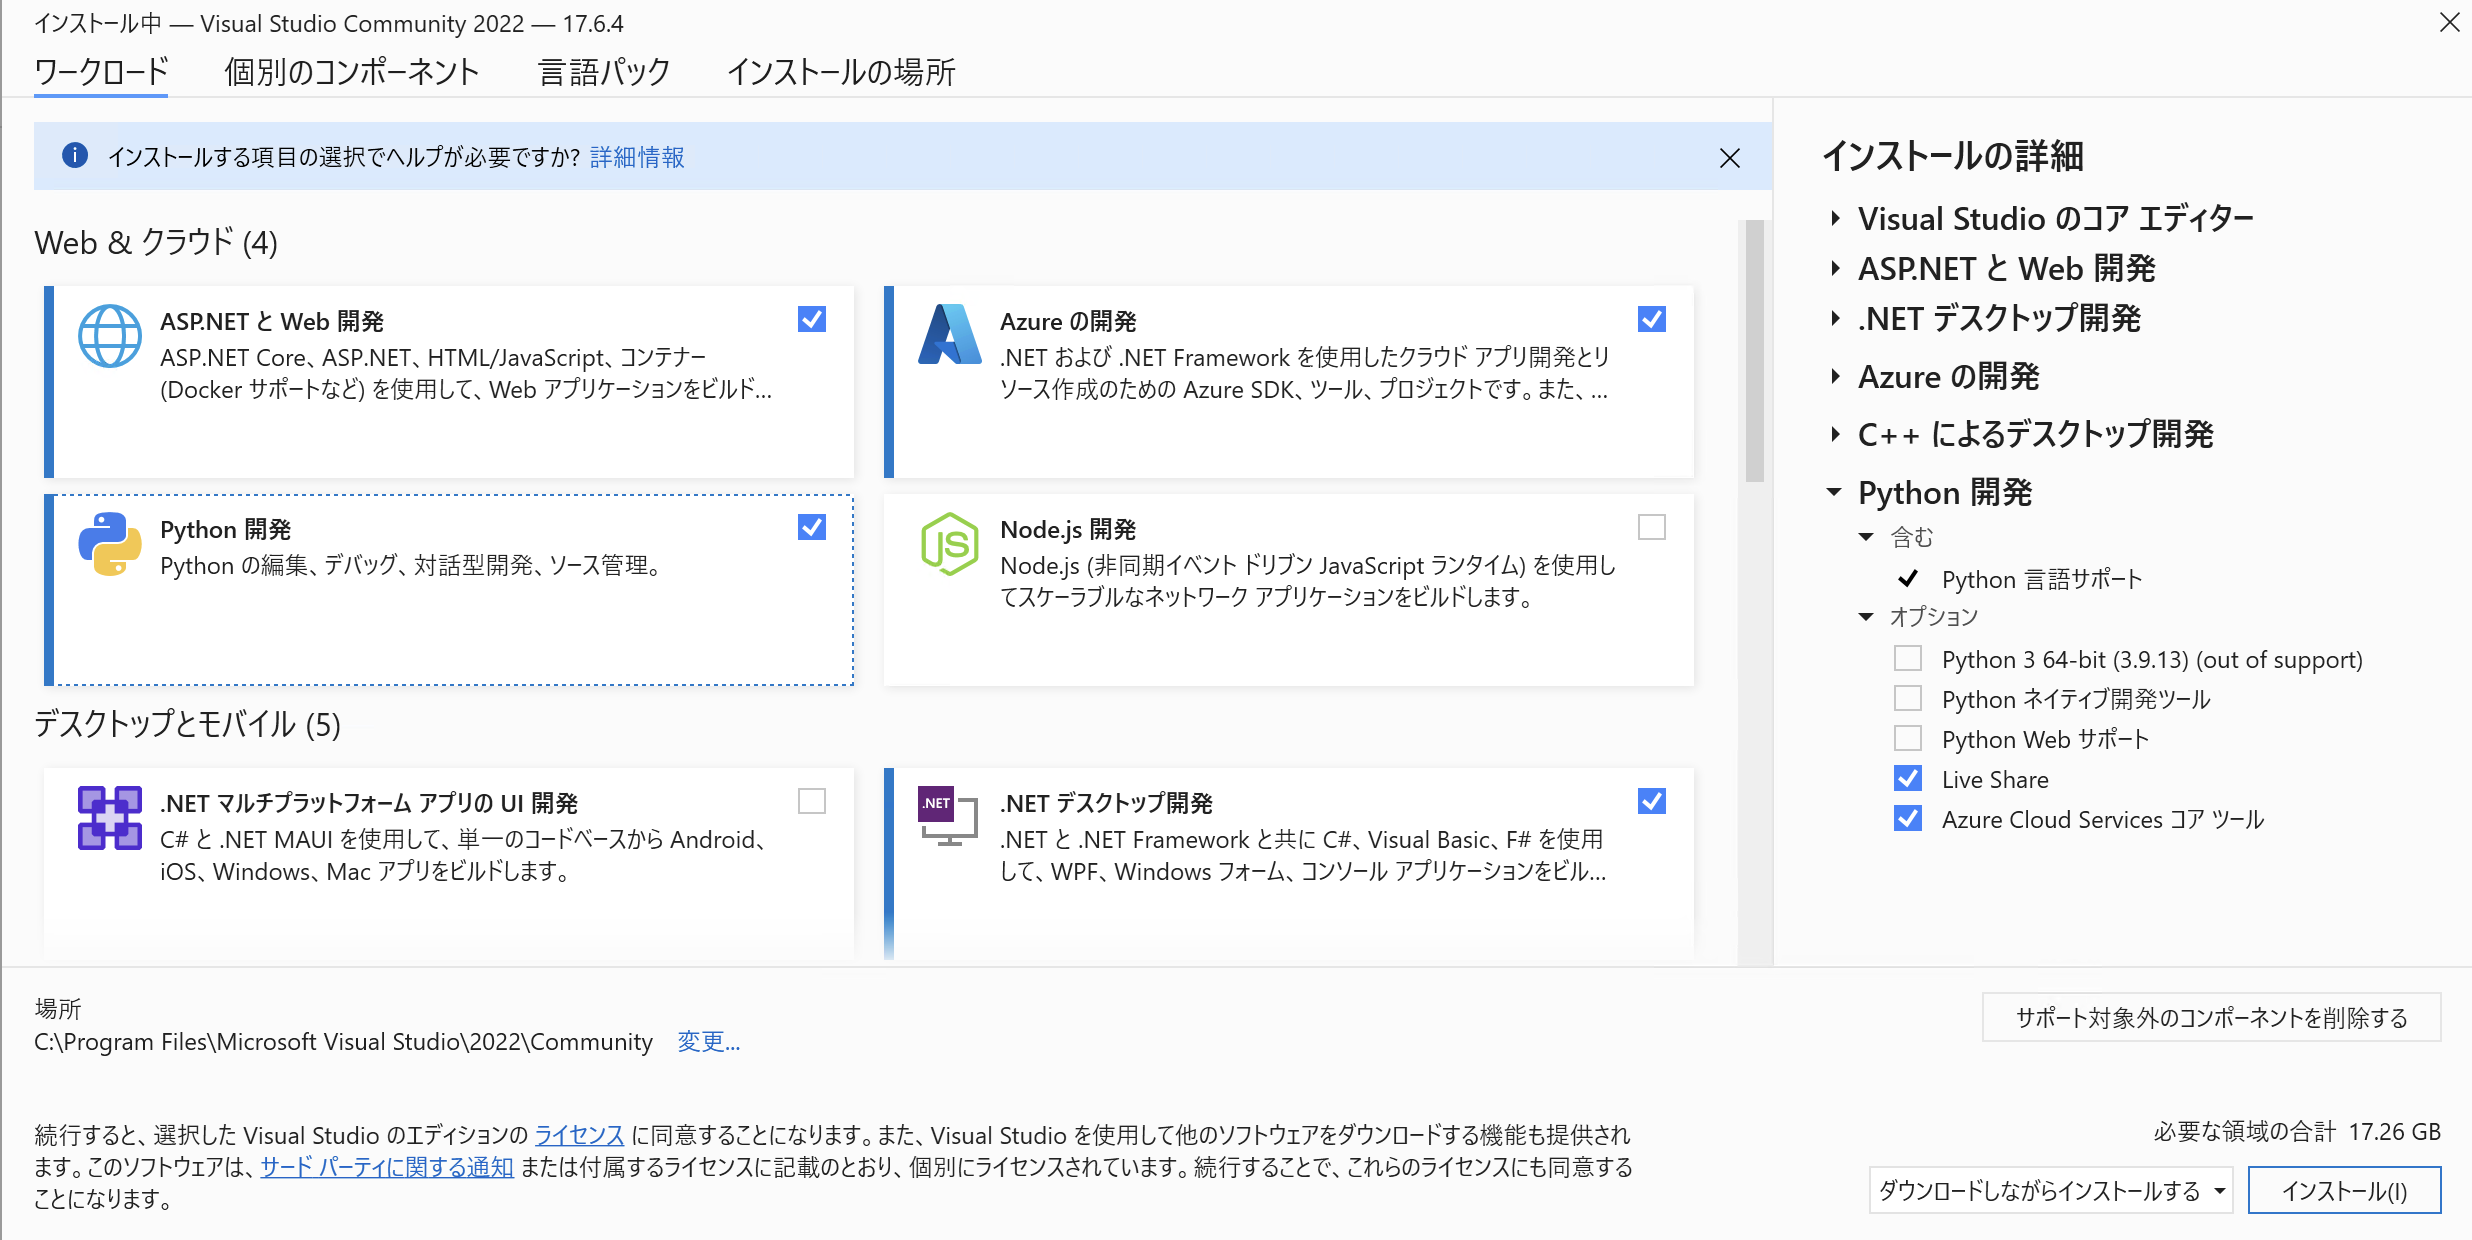 インストール中 — Visual Studio Community 2022 — 17.6.4
ワークロード
個別のコンポーネント
言語パック
インストールの場所
インストールする項目の選択でヘルプが必要ですか? 詳細情報
Web & クラウド (4)
ASP.NET と Web 開発
ASP.NET Core、ASP.NET、HTML/JavaScript、コンテナー
(Docker サポートなど) を使用して、Web アプリケーションをビルド...
Azure の開発
.NET および .NET Framework を使用したクラウド アプリ開発とリ
ソース作成のための Azure SDK、ツール、プロジェクトです。また、...
Python 開発
Python の編集、デバッグ、対話型開発、ソース管理。
Node.js 開発
Node.js (非同期イベント ドリブン JavaScript ランタイム) を使用し
てスケーラブルなネットワーク アプリケーションをビルドします。
デスクトップとモバイル (5)
.NET マルチプラットフォーム アプリの UI 開発
C# と .NET MAUI を使用して、単一のコードベースから Android、
iOS、Windows、Mac アプリをビルドします。
.NET
.NET デスクトップ開発
.NET と .NET Framework と共に C#、Visual Basic、F# を使用
して、WPF、Windows フォーム、コンソール アプリケーションをビル...
インストールの詳細
Visual Studio のコア エディター
ASP.NET と Web 開発
.NET デスクトップ開発
Azure の開発
C++ によるデスクトップ開発
Python 開発
含む
Python 言語サポート
オプション
Python 3 64-bit (3.9.13) (out of support)
Python ネイティブ開発ツール
Python Web サポート
Live Share
Azure Cloud Services コア ツール
場所
C:\Program Files\Microsoft Visual Studio\2022\Community 変更...
サポート対象外のコンポーネントを削除する
続行すると、選択した Visual Studio のエディションの ライセンス に同意することになります。また、Visual Studio を使用して他のソフトウェアをダウンロードする機能も提供され
ます。このソフトウェアは、サード パーティに関する通知 または付属するライセンスに記載のとおり、個別にライセンスされています。続行することで、これらのライセンスにも同意する
ことになります。
必要な領域の合計 17.26 GB
ダウンロードしながらインストールする
インストール(I)